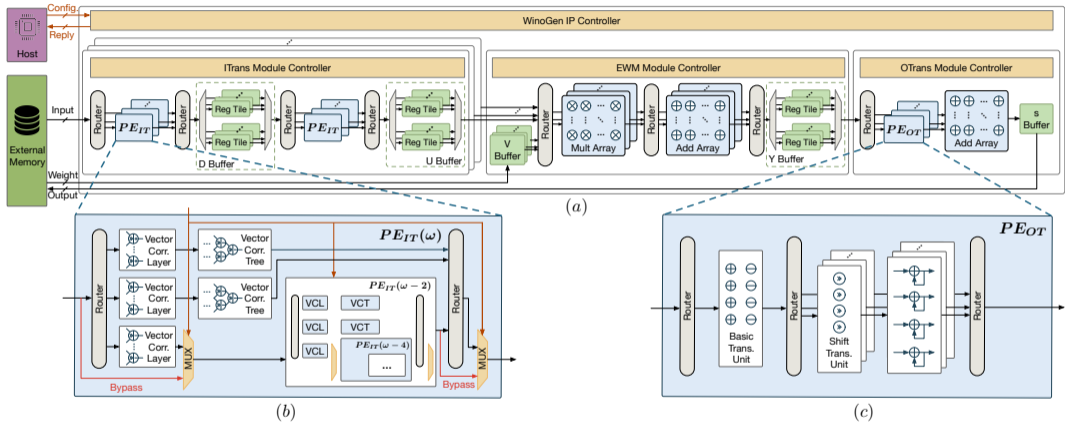 Config.
Reply
Host
WinoGen IP Controller
ITrans Module Controller
EWM Module Controller
OTrans Module Controller
Input
External
Memory
Weight
Output
Router
PE_IT
Router
Reg Tile
Reg Tile
D Buffer
Router
PE_IT
Router
Reg Tile
Reg Tile
U Buffer
V
Buffer
Router
Mult Array
Router
Add Array
Router
Reg Tile
Reg Tile
Y Buffer
Router
PE_OT
Add Array
s
Buffer
(a)
PE_IT(ω)
Router
Vector
Corr.
Layer
Vector
Corr.
Tree
Vector
Corr.
Layer
Vector
Corr.
Tree
Vector
Corr.
Layer
MUX
Bypass
PE_IT(ω − 2)
VCL
VCT
VCL
VCT
VCL
PE_IT(ω − 4)
...
Router
MUX
Bypass
(b)
PE_OT
Router
Basic
Trans.
Unit
Router
Shift
Trans.
Unit
Router
(c)